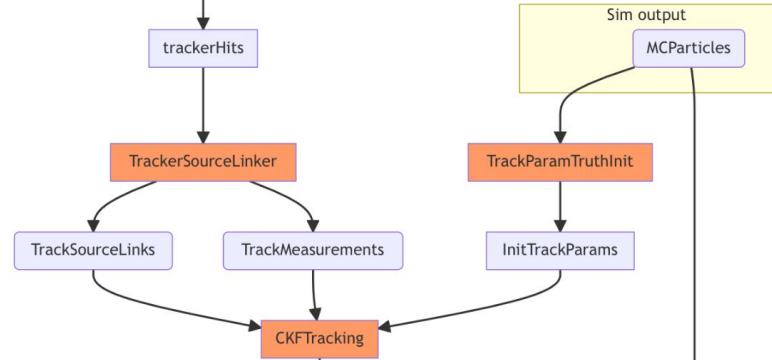 Sim output
trackerHits
MCParticles
TrackerSourceLinker
TrackParamTruthInit
TrackSourceLinks
TrackMeasurements
InitTrackParams
CKFTracking